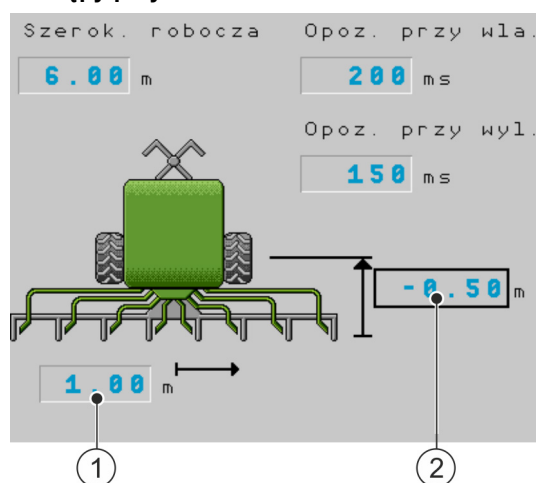 Szerok. robocza
6.00 m
Opoz. przy wla.
200 ms
Opoz. przy wyl.
150 ms
-0.50 m
1.00 m
1
2